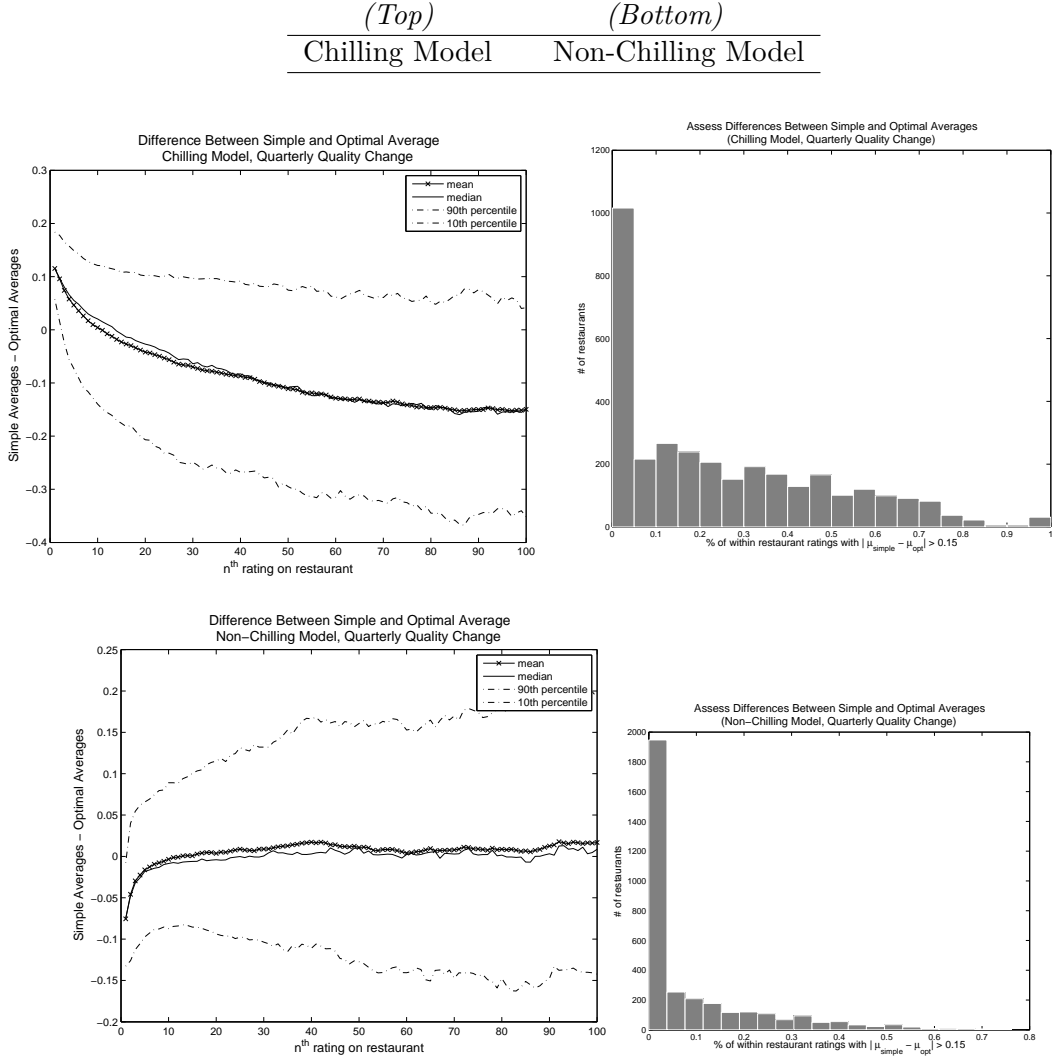 (Top) (Bottom)
Chilling Model Non-Chilling Model
Difference Between Simple and Optimal Average
Chilling Model, Quarterly Quality Change
0.3
0.2
0.1
0
−0.1
−0.2
−0.3
−0.4
Simple Averages − Optimal Averages
mean
median
90th percentile
10th percentile
0 10 20 30 40 50 60 70 80 90 100
nth rating on restaurant
Assess Differences Between Simple and Optimal Averages
(Chilling Model, Quarterly Quality Change)
1200
1000
800
600
400
200
0
# of restaurants
0 0.1 0.2 0.3 0.4 0.5 0.6 0.7 0.8 0.9 1
% of within restaurant ratings with | μsimple − μopt| > 0.15
Difference Between Simple and Optimal Average
Non−Chilling Model, Quarterly Quality Change
0.25
0.2
0.15
0.1
0.05
0
−0.05
−0.1
−0.15
−0.2
Simple Averages − Optimal Averages
mean
median
90th percentile
10th percentile
0 10 20 30 40 50 60 70 80 90 100
nth rating on restaurant
Assess Differences Between Simple and Optimal Averages
(Non−Chilling Model, Quarterly Quality Change)
2000
1800
1600
1400
1200
1000
800
600
400
200
0
# of restaurants
0 0.1 0.2 0.3 0.4 0.5 0.6 0.7 0.8
% of within restaurant ratings with | μsimple − μopt| > 0.15